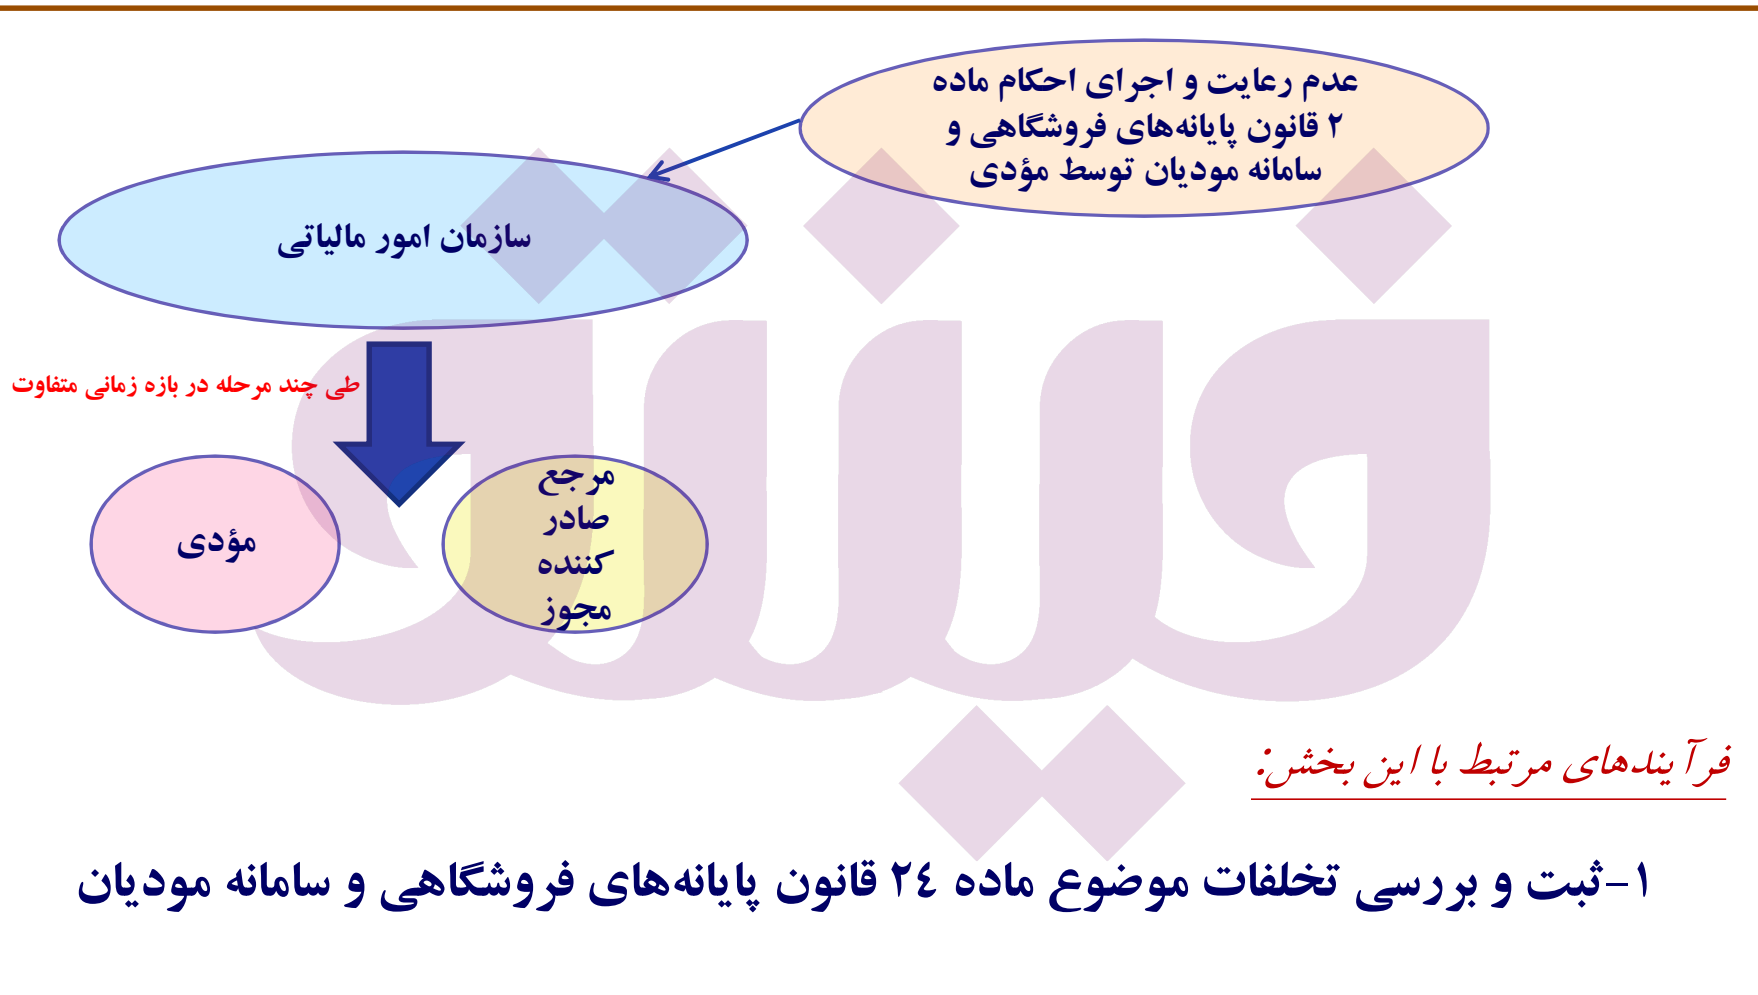 عدم رعایت و اجرای احکام ماده
۲ قانون پایانه‌های فروشگاهی و
سامانه مودیان توسط مؤدی
سازمان امور مالیاتی
طی چند مرحله در بازه زمانی متفاوت
مرجع
صادر
کننده
مجوز
مؤدی
فرآیندهای مرتبط با این بخش:
۱-ثبت و بررسی تخلفات موضوع ماده ۲۴ قانون پایانه‌های فروشگاهی و سامانه مودیان